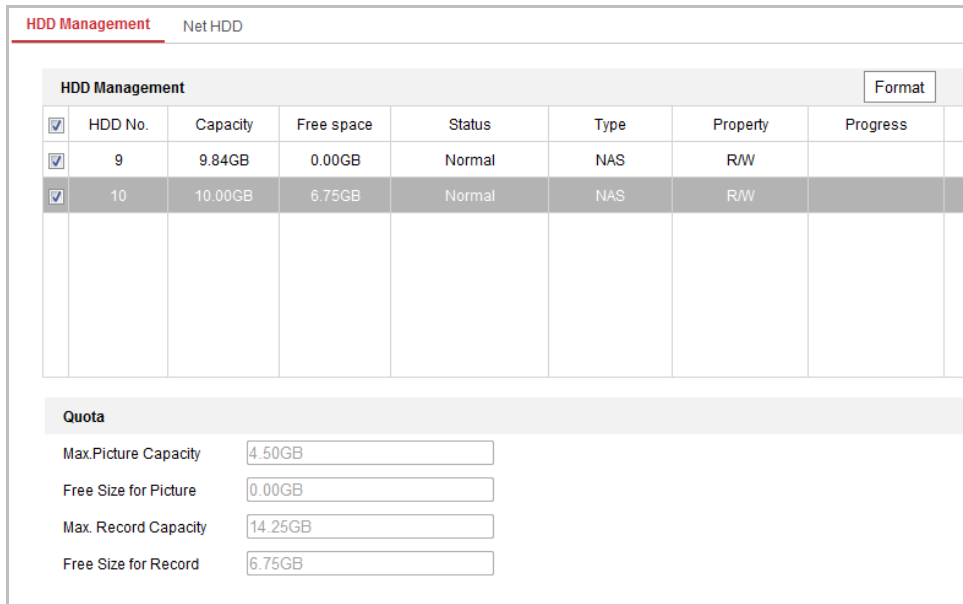 HDD Management Net HDD
HDD Management Format
HDD No. Capacity Free space Status Type Property Progress
9 9.84GB 0.00GB Normal NAS R/W
10 10.00GB 6.75GB Normal NAS R/W
Quota
Max.Picture Capacity 4.50GB
Free Size for Picture 0.00GB
Max. Record Capacity 14.25GB
Free Size for Record 6.75GB